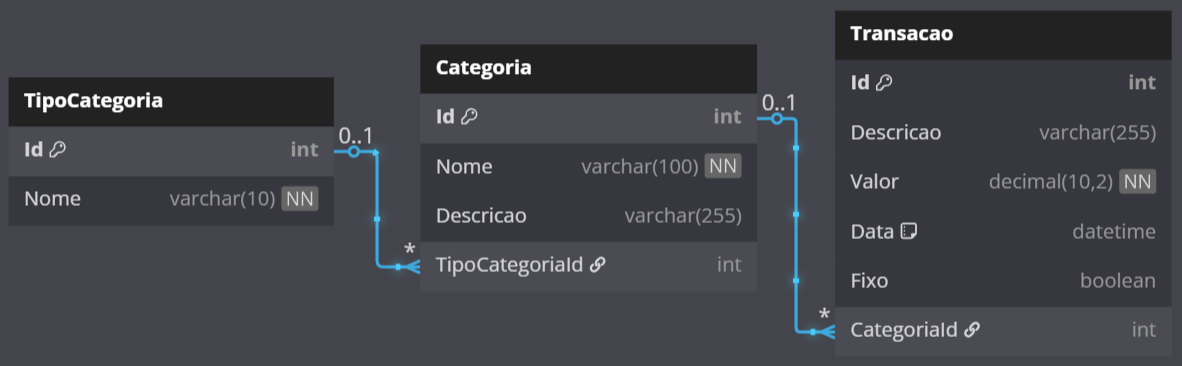 TipoCategoria
Id int
Nome varchar(10) NN
0..1
*
Categoria
Id int
Nome varchar(100) NN
Descricao varchar(255)
TipoCategoriaId int
0..1
*
Transacao
Id int
Descricao varchar(255)
Valor decimal(10,2) NN
Data datetime
Fixo boolean
CategoriaId int